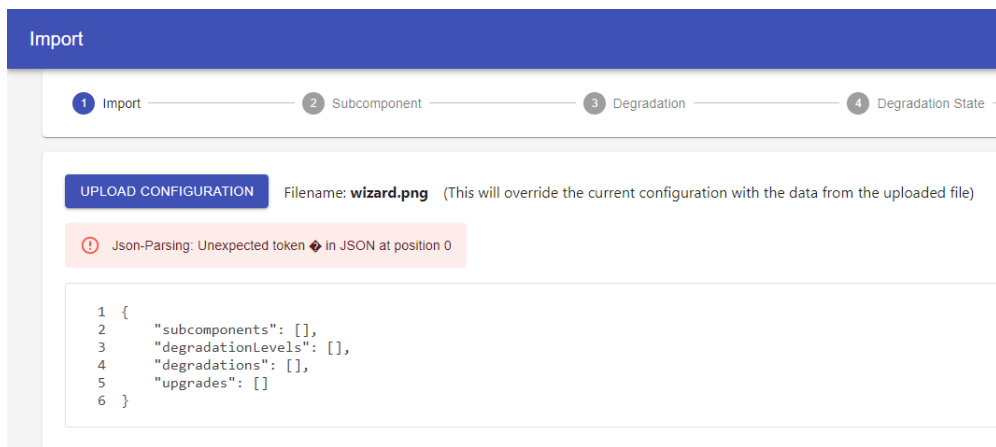 Import
1 Import 2 Subcomponent 3 Degradation 4 Degradation State
UPLOAD CONFIGURATION Filename: wizard.png (This will override the current configuration with the data from the uploaded file)
Json-Parsing: Unexpected token � in JSON at position 0
1 {
2     "subcomponents": [],
3     "degradationLevels": [],
4     "degradations": [],
5     "upgrades": []
6 }